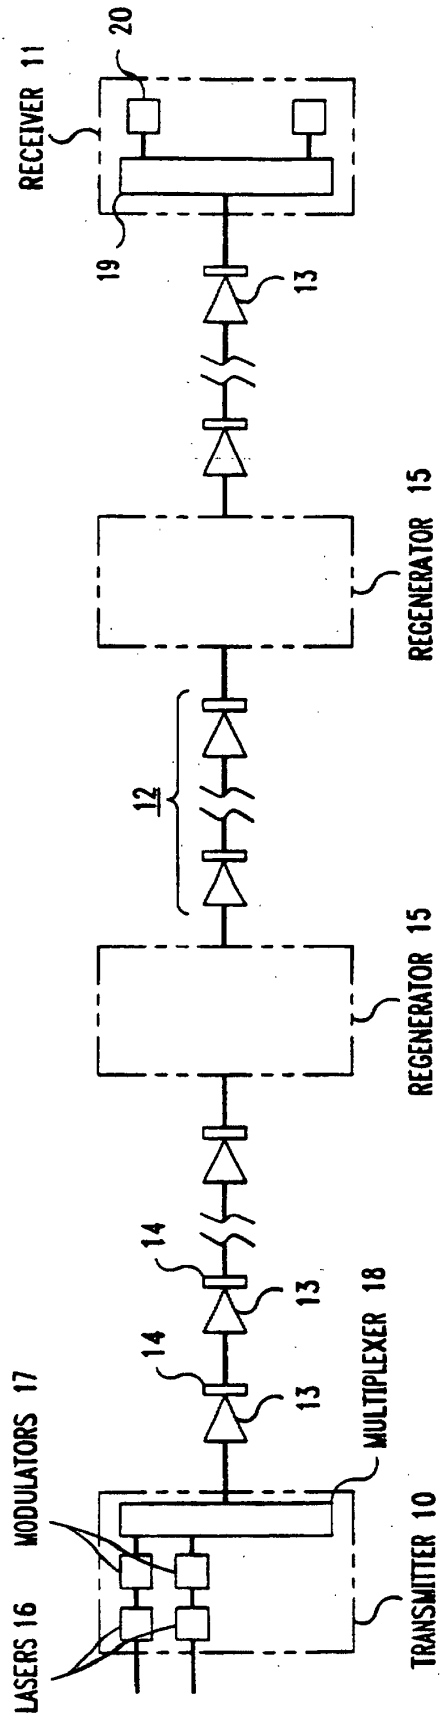 LASERS 16
MODULATORS 17
TRANSMITTER 10
MULTIPLEXER 18
13
14
13
14
REGENERATOR 15
12
REGENERATOR 15
13
RECEIVER 11
19
20